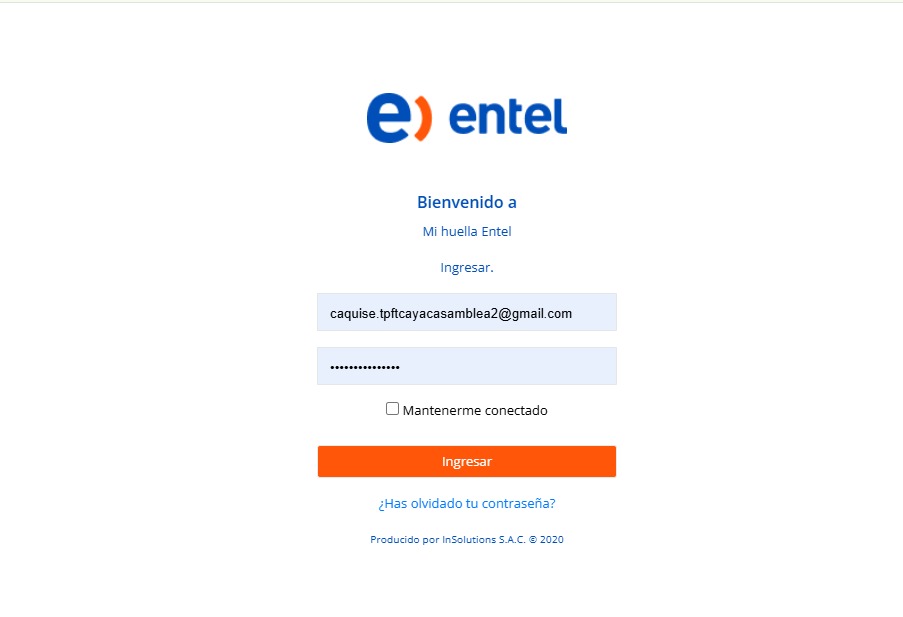 e) entel
Bienvenido a
Mi huella Entel
Ingresar.
caquise.tpftcayacasamblea2@gmail.com
•••••••••••••••
Mantenerme conectado
Ingresar
¿Has olvidado tu contraseña?
Producido por InSolutions S.A.C. © 2020